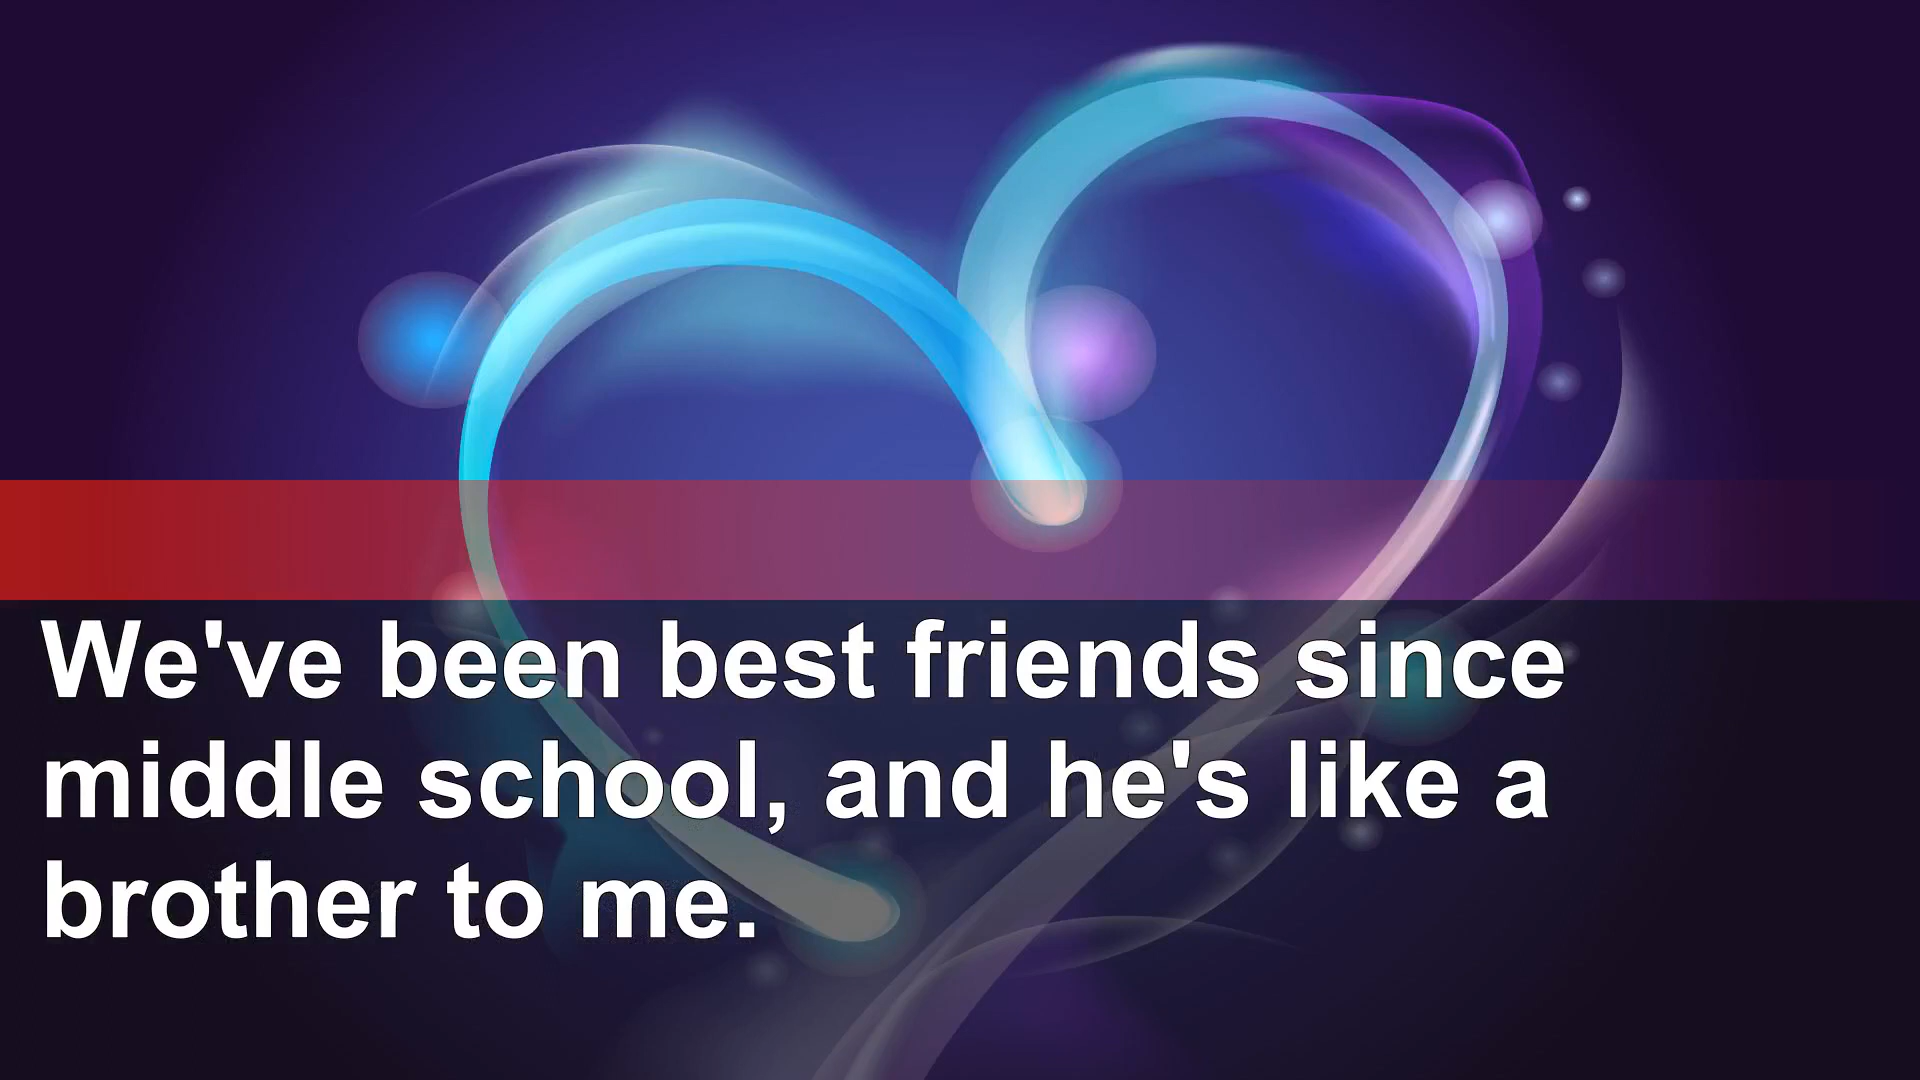 We've been best friends since
middle school, and he's like a
brother to me.